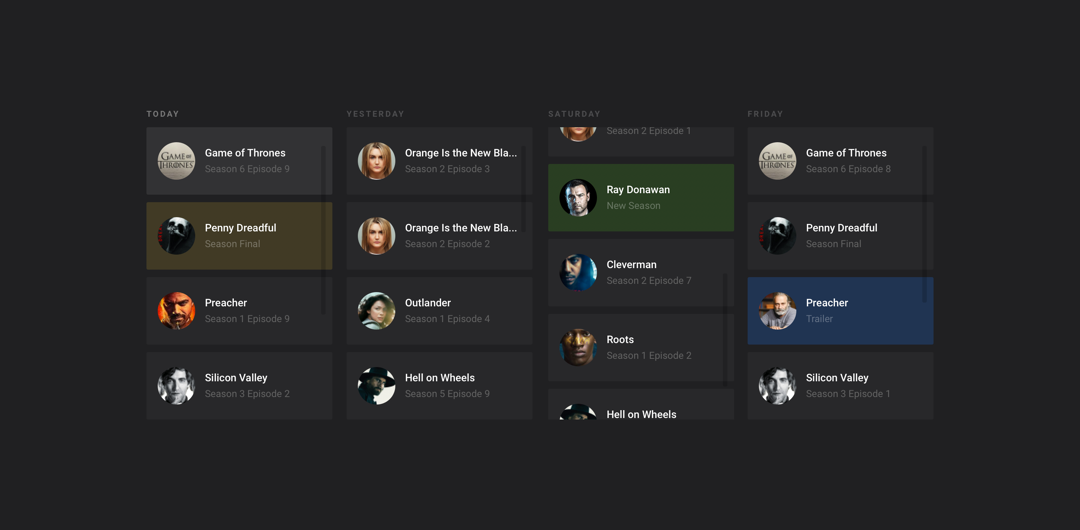 TODAY
GAME OF THRONES
Game of Thrones
Season 6 Episode 9
Penny Dreadful
Season Final
Preacher
Season 1 Episode 9
Silicon Valley
Season 3 Episode 2
YESTERDAY
Orange Is the New Bla...
Season 2 Episode 3
Orange Is the New Bla...
Season 2 Episode 2
Outlander
Season 1 Episode 4
Hell on Wheels
Season 5 Episode 9
SATURDAY
Season 2 Episode 1
Ray Donawan
New Season
Cleverman
Season 2 Episode 7
Roots
Season 1 Episode 2
Hell on Wheels
FRIDAY
GAME OF THRONES
Game of Thrones
Season 6 Episode 8
Penny Dreadful
Season Final
Preacher
Trailer
Silicon Valley
Season 3 Episode 1